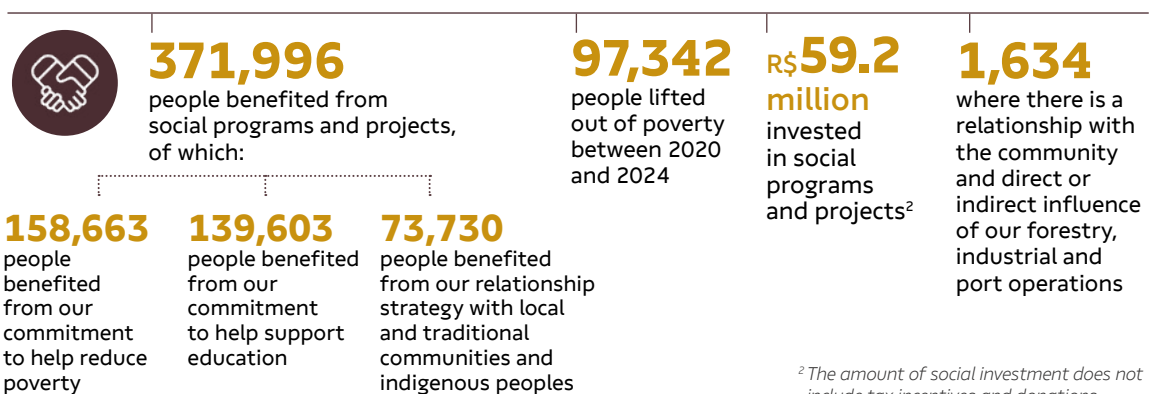 371,996
people benefited from
social programs and projects,
of which:
158,663
people
benefited
from our
commitment
to help reduce
poverty
139,603
people benefited
from our
commitment
to help support
education
73,730
people benefited
from our relationship
strategy with local
and traditional
communities and
indigenous peoples
97,342
people lifted
out of poverty
between 2020
and 2024
R$59.2
million
invested
in social
programs
and projects²
1,634
where there is a
relationship with
the community
and direct or
indirect influence
of our forestry,
industrial and
port operations
² The amount of social investment does not
include tax incentives and donations